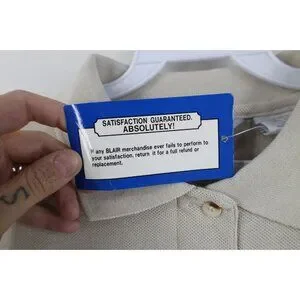 SATISFACTION GUARANTEED.
ABSOLUTELY!
If any BLAIR merchandise ever fails to perform to
your satisfaction, return it for a full refund or
replacement.